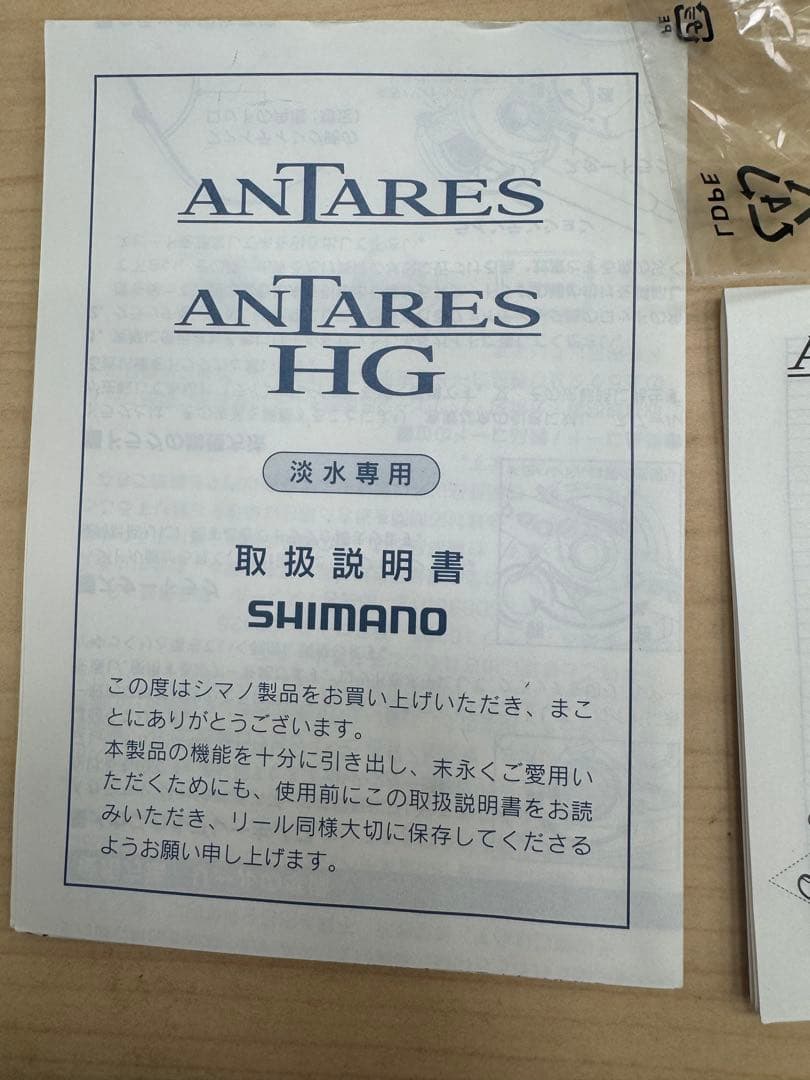 ANTARES
ANTARES
HG
淡水専用
取扱説明書
SHIMANO
この度はシマノ製品をお買い上げいただき、まこ
とにありがとうございます。
本製品の機能を十分に引き出し、末永くご愛用い
ただくためにも、使用前にこの取扱説明書をお読
みいただき、リール同様大切に保存してくださる
ようお願い申し上げます。
PE
4
LDPE
A